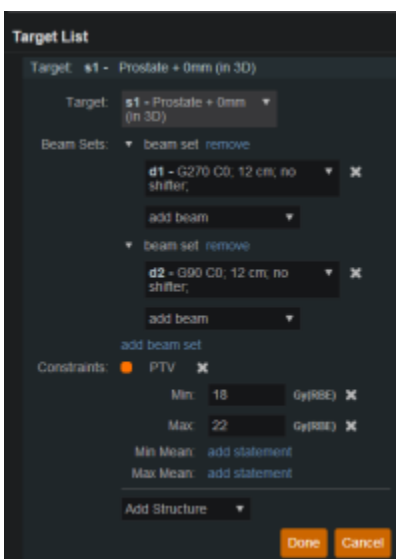 Target List
Target: s1 - Prostate + 0mm (in 3D)
Target: s1 - Prostate + 0mm
(in 3D)
Beam Sets: beam set remove
d1 - G270 C0; 12 cm; no
shifter;
add beam
beam set remove
d2 - G90 C0; 12 cm; no
shifter;
add beam
add beam set
Constraints: PTV
Min: 18 Gy(RBE)
Max: 22 Gy(RBE)
Min Mean: add statement
Max Mean: add statement
Add Structure
Done Cancel